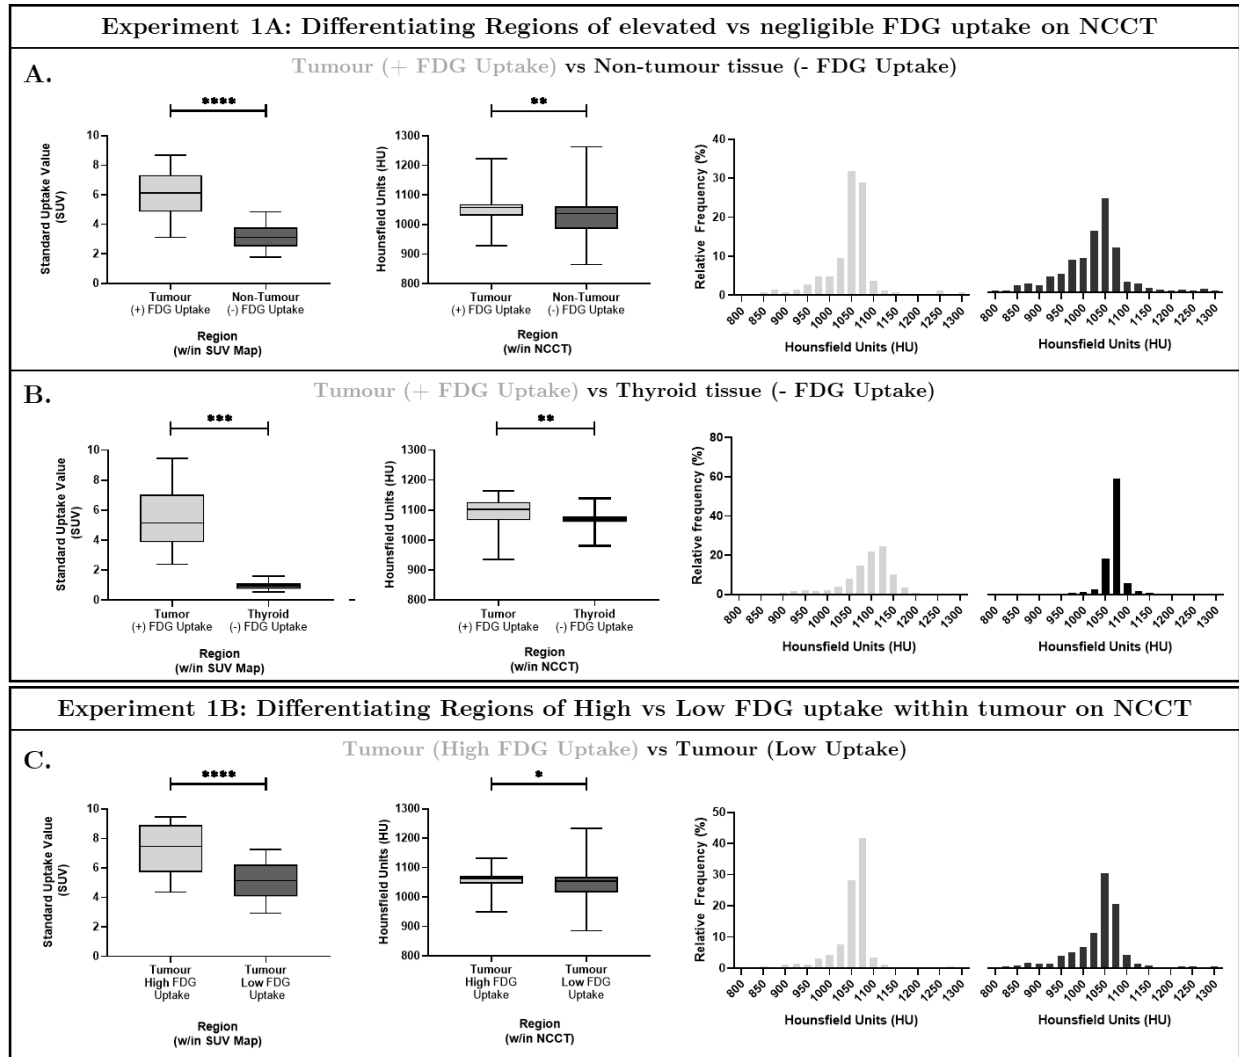 Experiment 1A: Differentiating Regions of elevated vs negligible FDG uptake on NCCT
A.
Tumour (+ FDG Uptake) vs Non-tumour tissue (- FDG Uptake)
****
Standard Uptake Value
(SUV)
10
8
6
4
2
0
Tumour
(+) FDG Uptake
Non-Tumour
(-) FDG Uptake
Region
(w/in SUV Map)
**
Hounsfield Units (HU)
1300
1200
1100
1000
900
800
Tumour
(+) FDG Uptake
Non-Tumour
(-) FDG Uptake
Region
(w/in NCCT)
Relative Frequency (%)
40
30
20
10
0
800 850 900 950 1000 1050 1100 1150 1200 1250 1300
Hounsfield Units (HU)
800 850 900 950 1000 1050 1100 1150 1200 1250 1300
Hounsfield Units (HU)
B.
Tumour (+ FDG Uptake) vs Thyroid tissue (- FDG Uptake)
***
Standard Uptake Value
(SUV)
10
8
6
4
2
0
Tumor
(+) FDG Uptake
Thyroid
(-) FDG Uptake
Region
(w/in SUV Map)
**
Hounsfield Units (HU)
1300
1200
1100
1000
900
800
Tumor
(+) FDG Uptake
Thyroid
(-) FDG Uptake
Region
(w/in NCCT)
Relative frequency (%)
80
60
40
20
0
800 850 900 950 1000 1050 1100 1150 1200 1250 1300
Hounsfield Units (HU)
800 850 900 950 1000 1050 1100 1150 1200 1250 1300
Hounsfield Units (HU)
Experiment 1B: Differentiating Regions of High vs Low FDG uptake within tumour on NCCT
C.
Tumour (High FDG Uptake) vs Tumour (Low Uptake)
****
Standard Uptake Value
(SUV)
10
8
6
4
2
0
Tumour
High FDG
Uptake
Tumour
Low FDG
Uptake
Region
(w/in SUV Map)
*
Hounsfield Units (HU)
1300
1200
1100
1000
900
800
Tumour
High FDG
Uptake
Tumour
Low FDG
Uptake
Region
(w/in NCCT)
Relative Frequency (%)
50
40
30
20
10
0
800 850 900 950 1000 1050 1100 1150 1200 1250 1300
Hounsfield Units (HU)
800 850 900 950 1000 1050 1100 1150 1200 1250 1300
Hounsfield Units (HU)